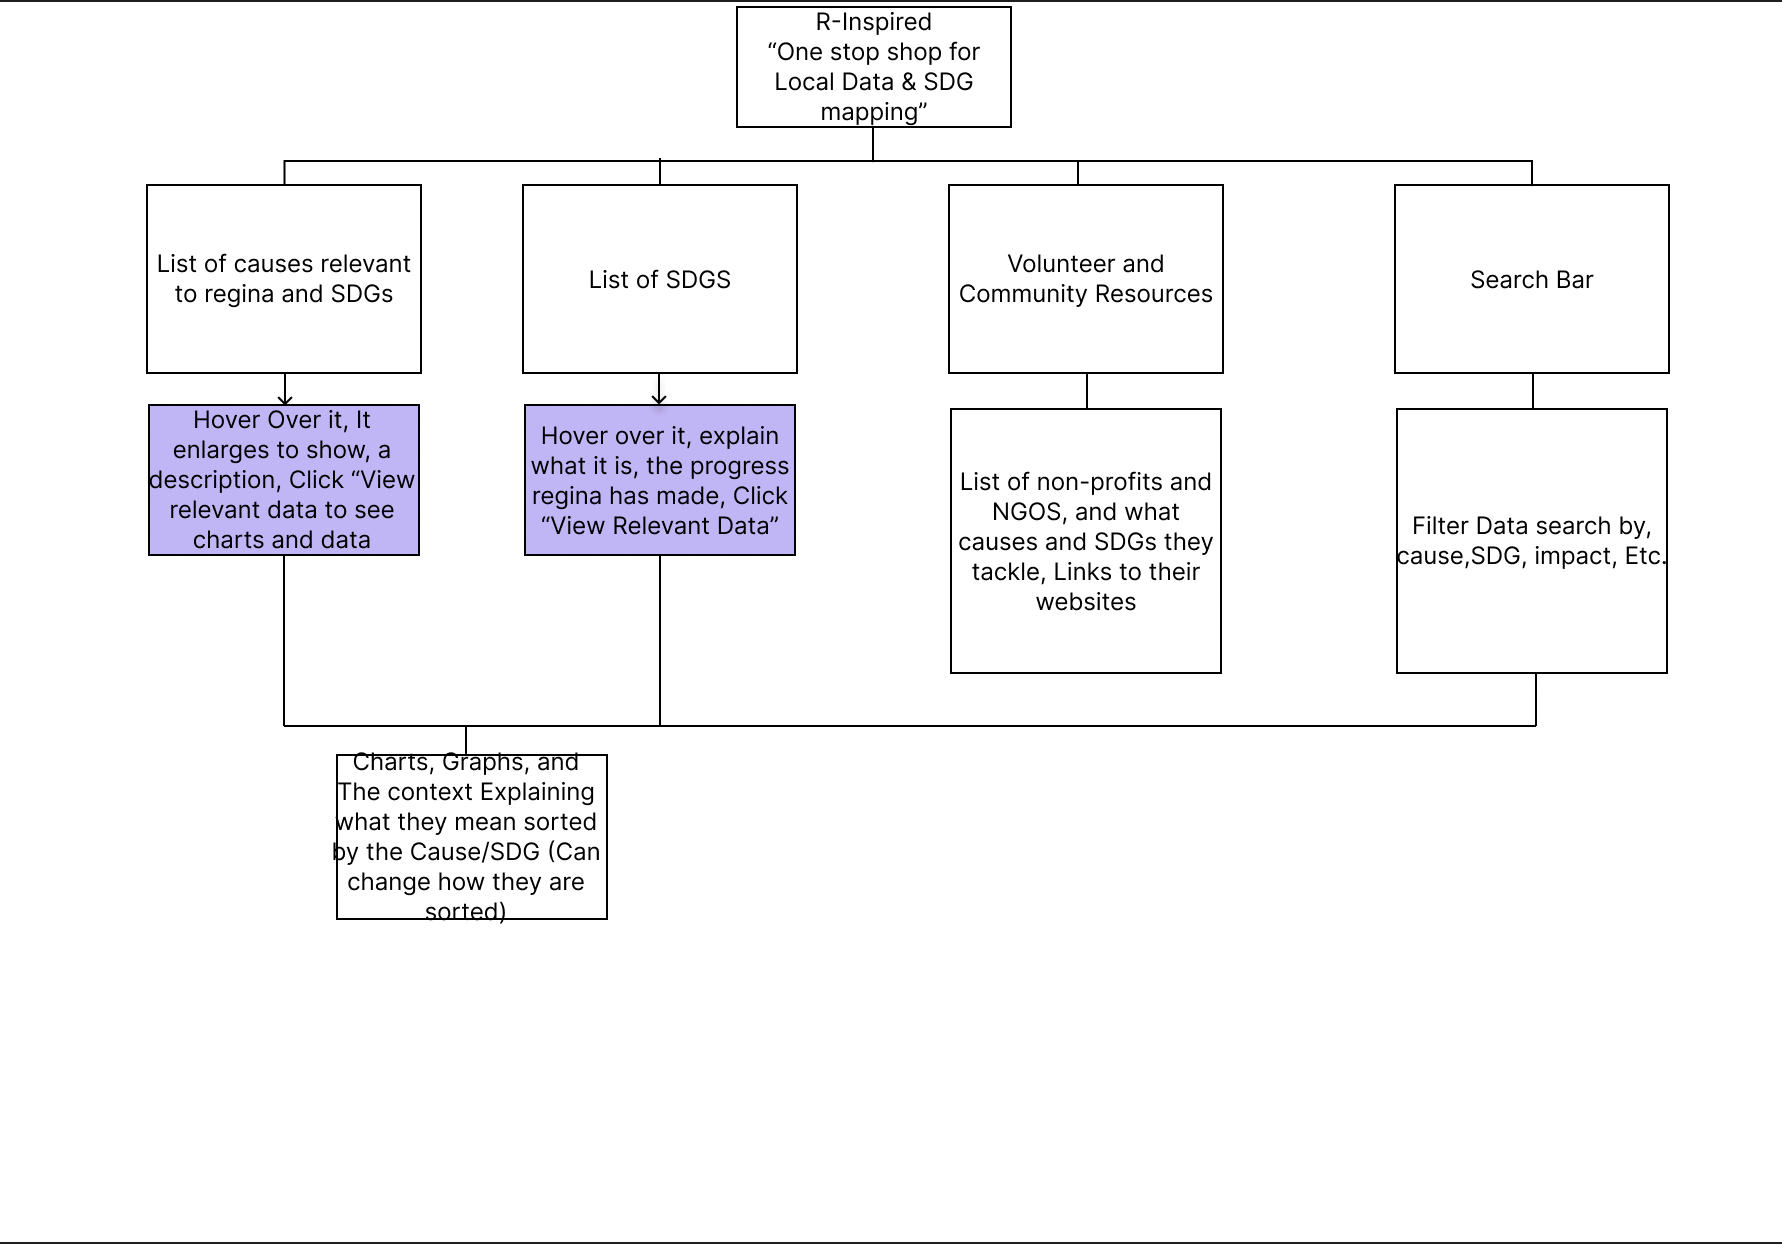 R-Inspired
“One stop shop for
Local Data & SDG
mapping”
List of causes relevant
to regina and SDGs
List of SDGS
Volunteer and
Community Resources
Search Bar
Hover Over it, It
enlarges to show, a
description, Click “View
relevant data to see
charts and data
Hover over it, explain
what it is, the progress
regina has made, Click
“View Relevant Data”
List of non-profits and
NGOS, and what
causes and SDGs they
tackle, Links to their
websites
Filter Data search by,
cause,SDG, impact, Etc.
Charts, Graphs, and
The context Explaining
what they mean sorted
by the Cause/SDG (Can
change how they are
sorted)